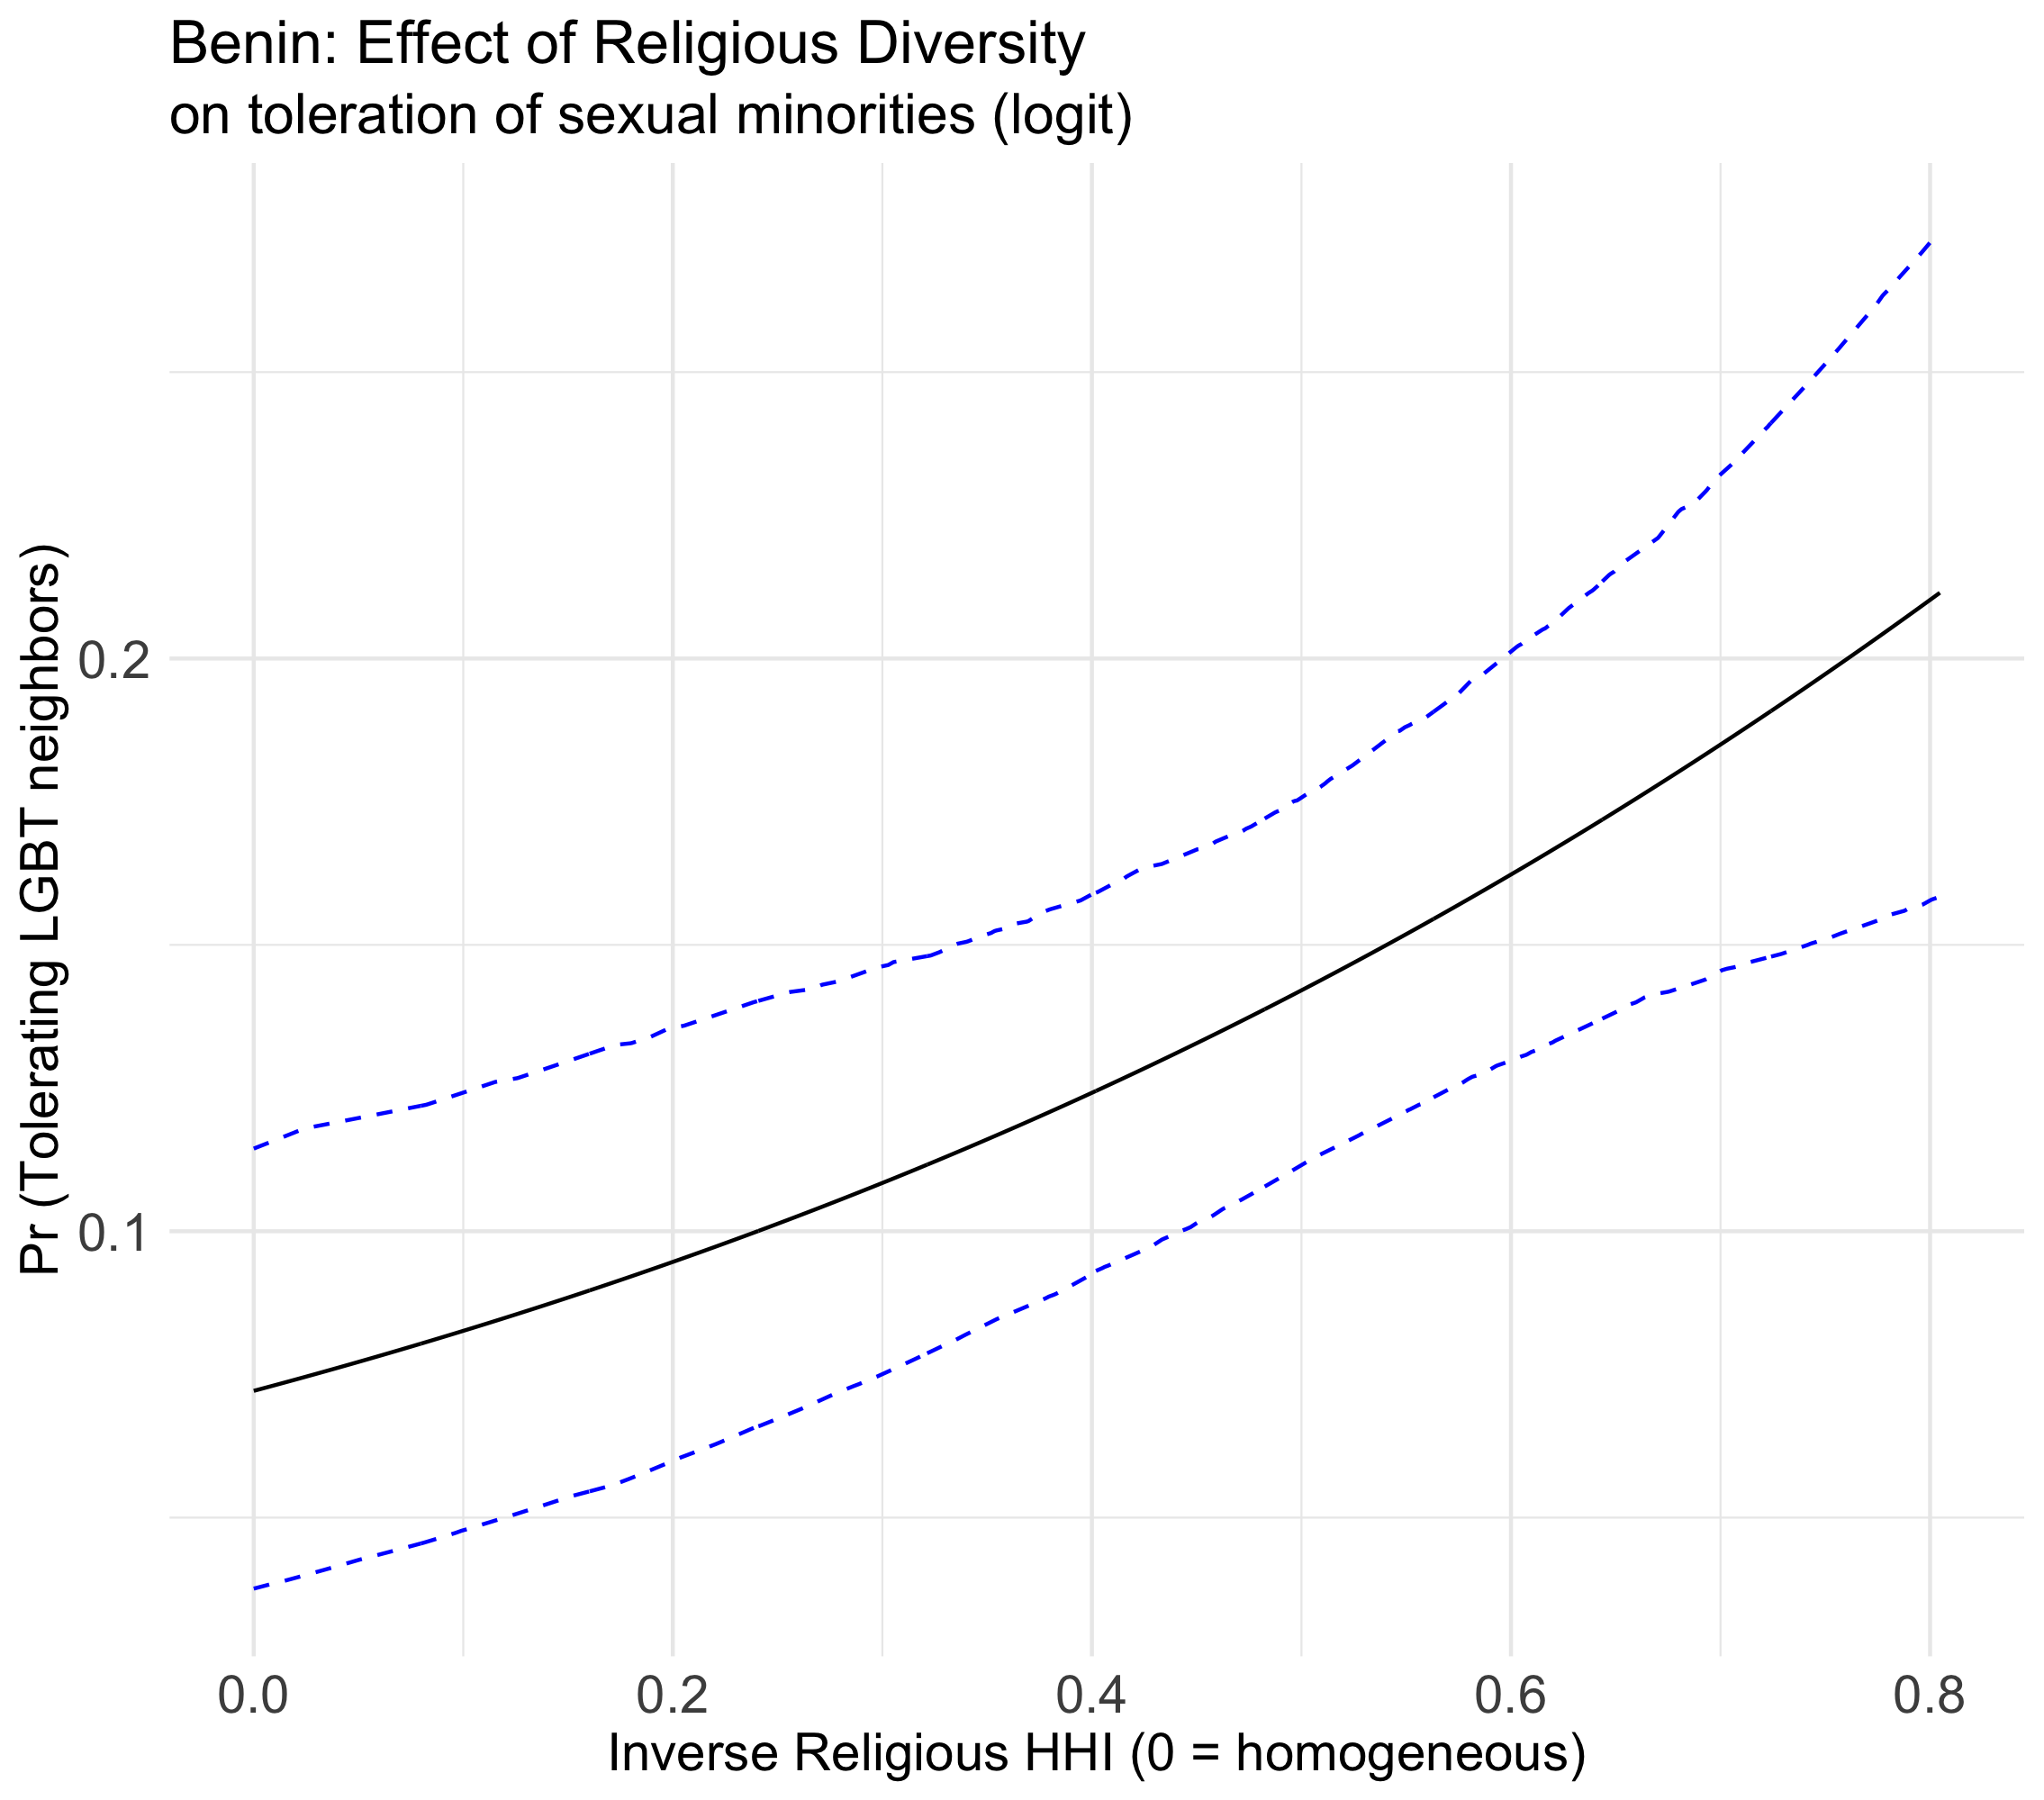 Benin: Effect of Religious Diversity
on toleration of sexual minorities (logit)
Pr (Tolerating LGBT neighbors)
0.2
0.1
0.0
0.2
0.4
0.6
0.8
Inverse Religious HHI (0 = homogeneous)